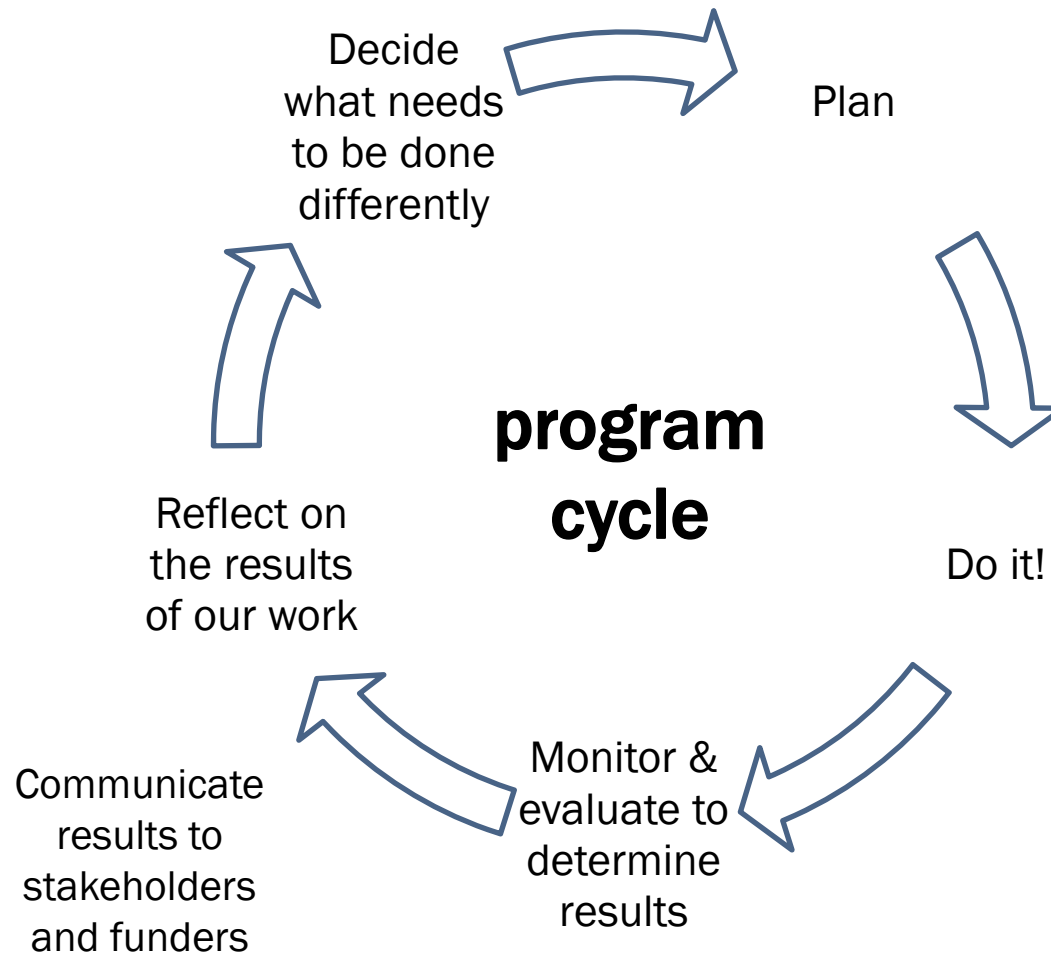 Decide
what needs
to be done
differently
Plan
program
cycle
Do it!
Reflect on
the results
of our work
Monitor &
evaluate to
determine
results
Communicate
results to
stakeholders
and funders